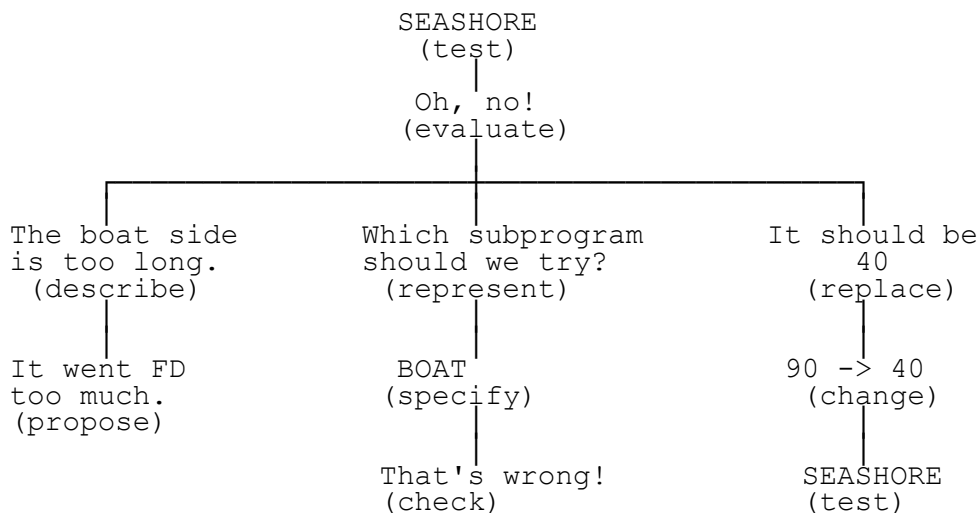 SEASHORE
(test)
Oh, no!
(evaluate)
The boat side
is too long.
(describe)
Which subprogram
should we try?
(represent)
It should be
40
(replace)
It went FD
too much.
(propose)
BOAT
(specify)
90 -> 40
(change)
That's wrong!
(check)
SEASHORE
(test)